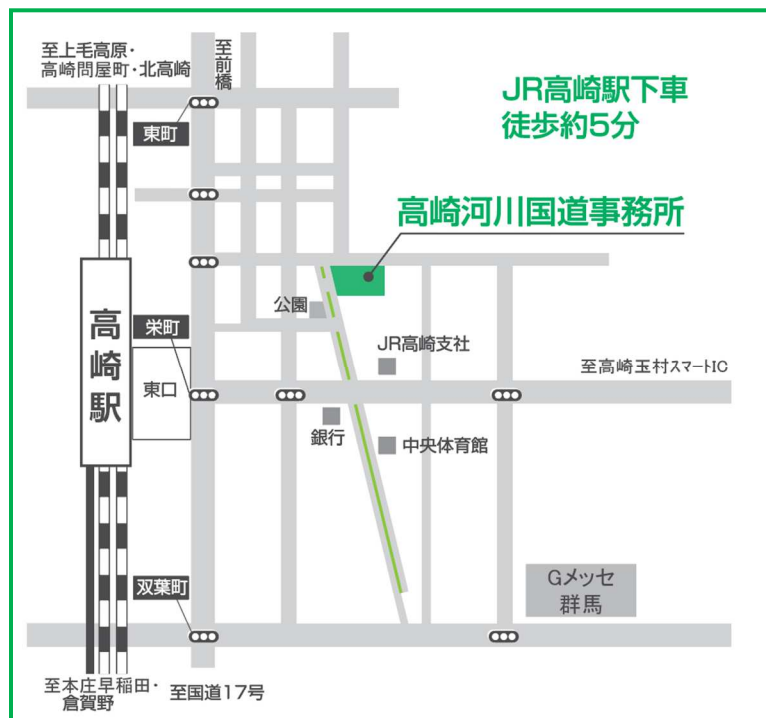 至上毛高原・
高崎問屋町・北高崎
至前橋
JR高崎駅下車
徒歩約5分
東町
高崎河川国道事務所
公園
栄町
高崎駅
東口
JR高崎支社
至高崎玉村スマートIC
銀行
中央体育館
双葉町
Gメッセ
群馬
至本庄早稲田・
倉賀野
至国道17号